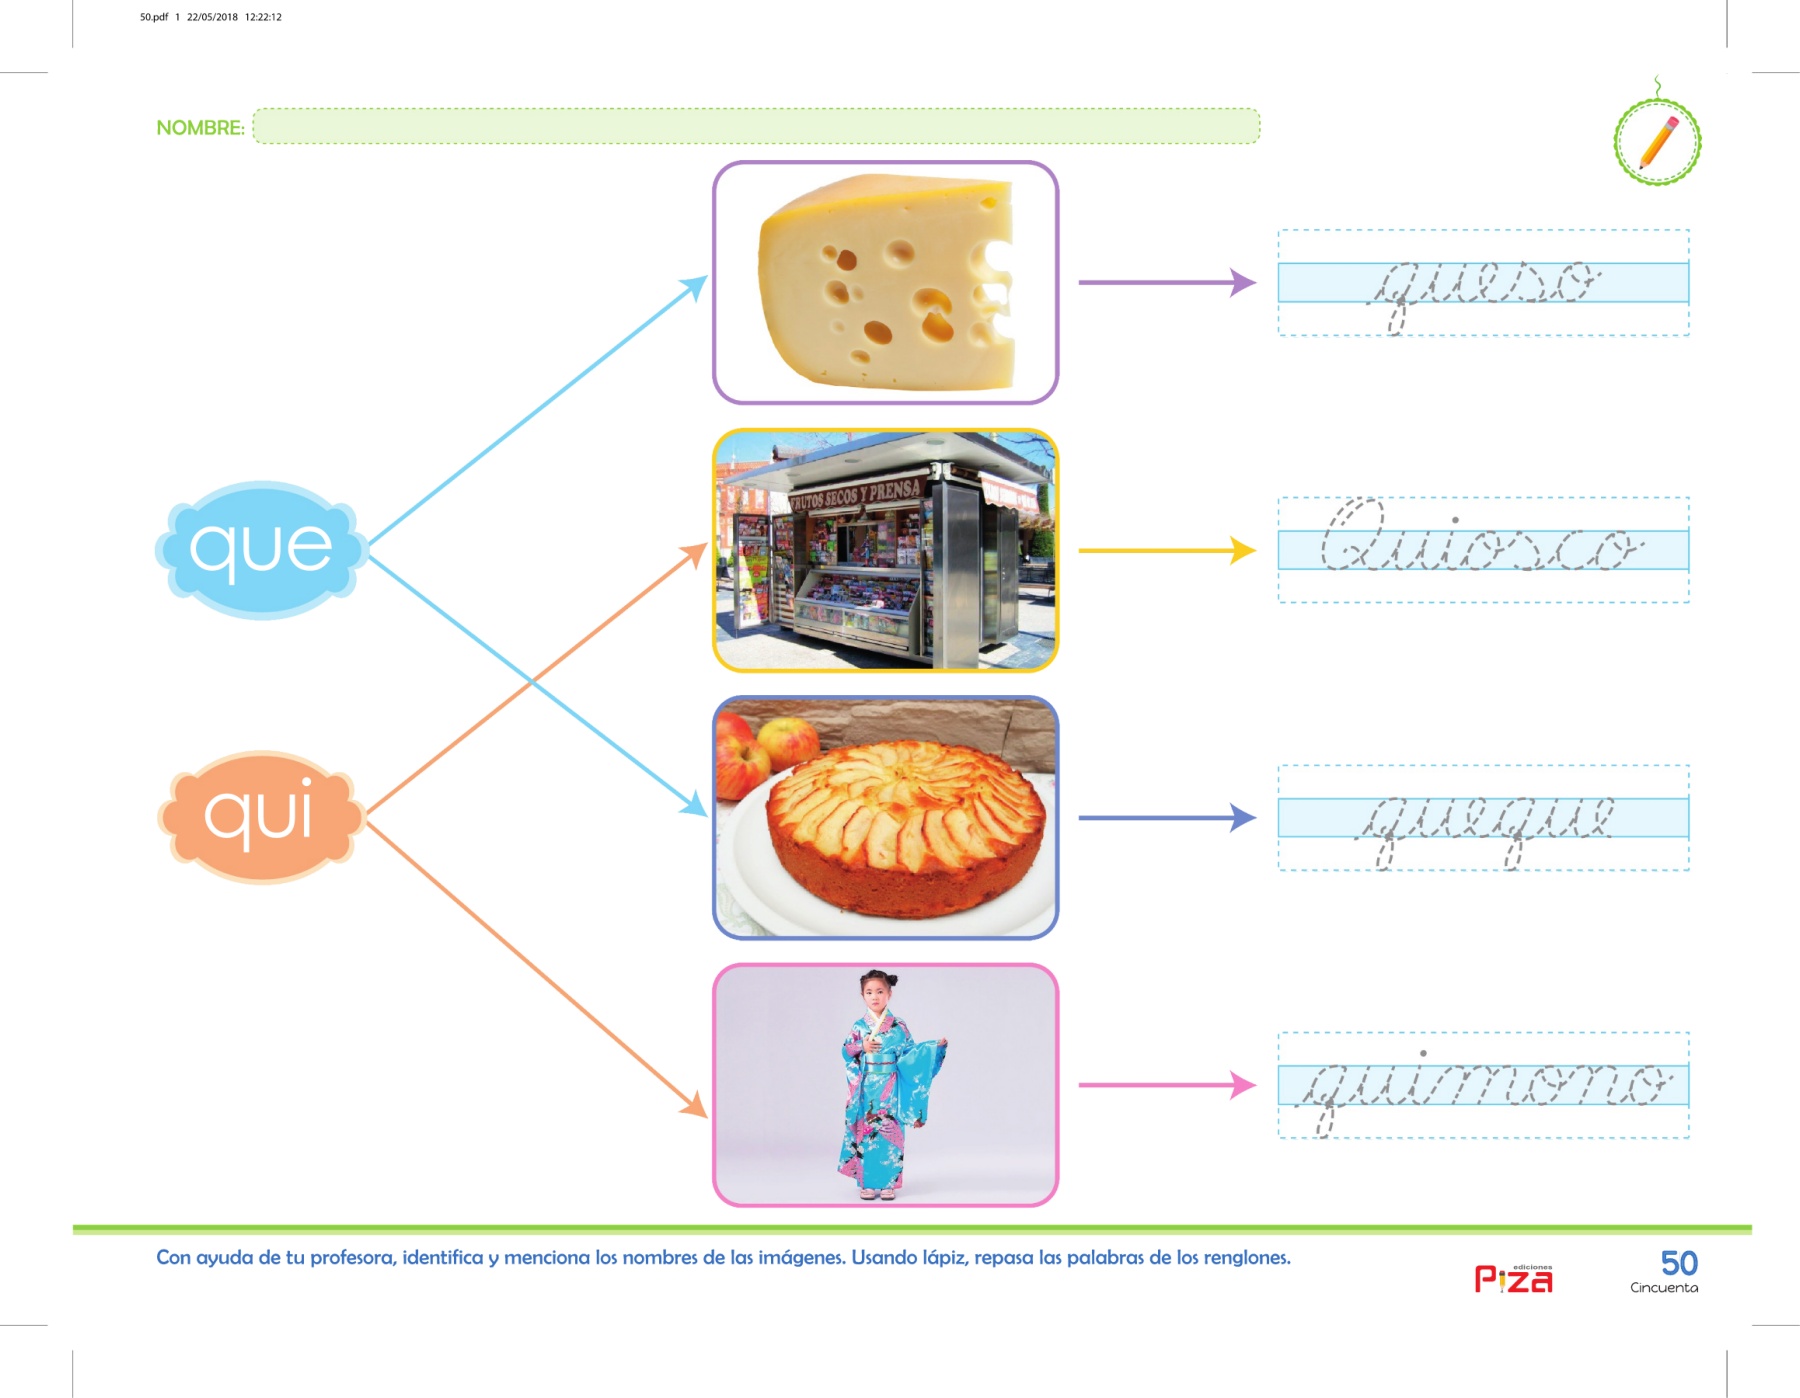 50.pdf 1 22/05/2018 12:22:12
NOMBRE:
queso
FRUTOS SECOS Y PRENSA
que
Quiosco
qui
queque
quimono
Con ayuda de tu profesora, identifica y menciona los nombres de las imágenes. Usando lápiz, repasa las palabras de los renglones.
ediciones
Piza
50
Cincuenta